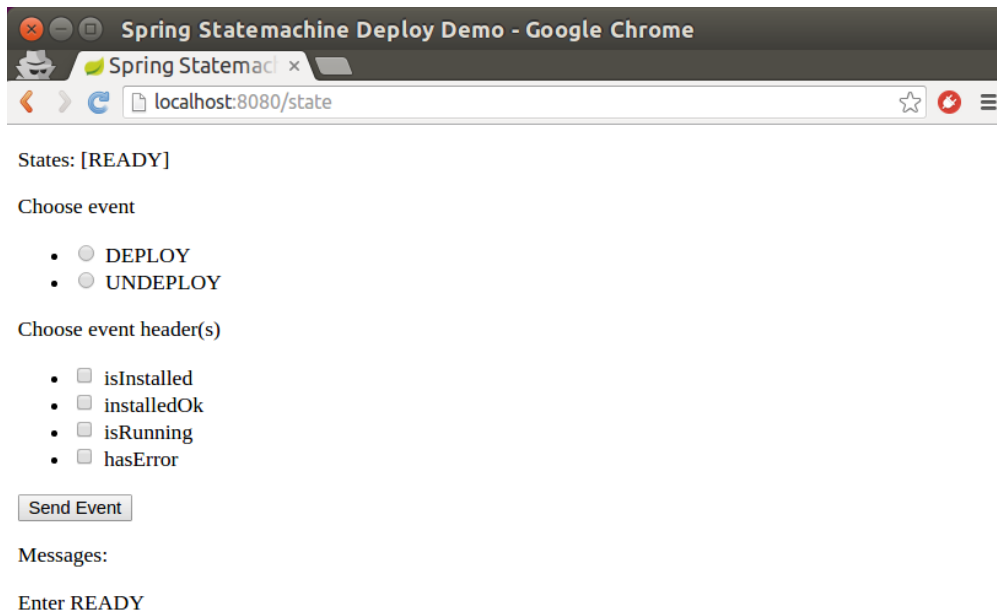 Spring Statemachine Deploy Demo - Google Chrome
Spring Statemach
localhost:8080/state
States: [READY]
Choose event
DEPLOY
UNDEPLOY
Choose event header(s)
isInstalled
installedOk
isRunning
hasError
Send Event
Messages:
Enter READY